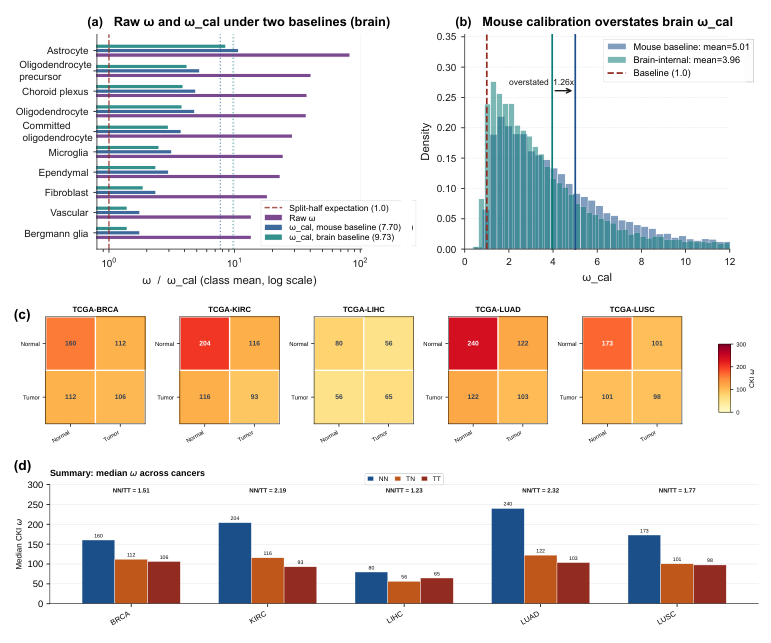 (a) Raw ω and ω_cal under two baselines (brain)
Astrocyte
Oligodendrocyte
precursor
Choroid plexus
Oligodendrocyte
Committed
oligodendrocyte
Microglia
Ependymal
Fibroblast
Vascular
Bergmann glia
Split-half expectation (1.0)
Raw ω
ω_cal, mouse baseline (7.70)
ω_cal, brain baseline (9.73)
10⁰ 10¹ 10²
ω / ω_cal (class mean, log scale)
(b) Mouse calibration overstates brain ω_cal
0.35
0.30
0.25
0.20
0.15
0.10
0.05
0.00
Density
Mouse baseline: mean=5.01
Brain-internal: mean=3.96
Baseline (1.0)
overstated 1.26x
0 2 4 6 8 10 12
ω_cal
(c)
TCGA-BRCA
Normal 160 112
Tumor 112 106
Normal Tumor
TCGA-KIRC
Normal 204 116
Tumor 116 93
Normal Tumor
TCGA-LIHC
Normal 80 56
Tumor 56 65
Normal Tumor
TCGA-LUAD
Normal 240 122
Tumor 122 103
Normal Tumor
TCGA-LUSC
Normal 173 101
Tumor 101 98
Normal Tumor
300
200
100
0
CKI ω
(d)
Summary: median ω across cancers
NN TN TT
NN/TT = 1.51 NN/TT = 2.19 NN/TT = 1.23 NN/TT = 2.32 NN/TT = 1.77
300
250
200
150
100
50
0
Median CKI ω
160 112 106
204 116 93
80 56 65
240 122 103
173 101 98
BRCA KIRC LIHC LUAD LUSC